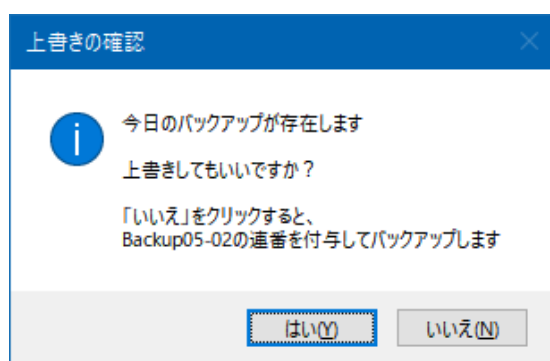 上書きの確認
今日のバックアップが存在します
上書きしてもいいですか？
「いいえ」をクリックすると、
Backup05-02の連番を付与してバックアップします
はい(Y)
いいえ(N)